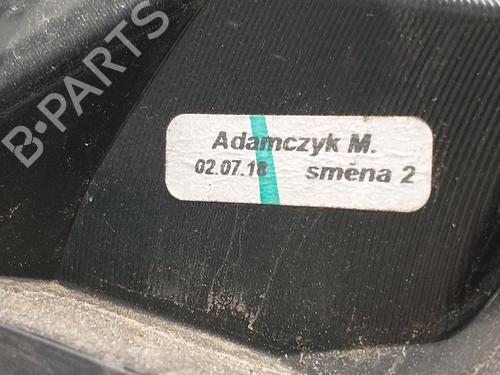 B-PARTS
Adamczyk M.
02.07.18 směna 2